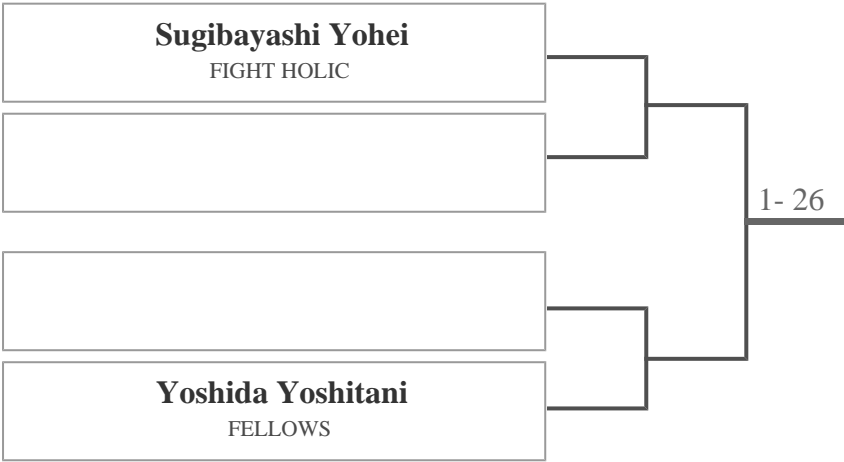 Sugibayashi Yohei
FIGHT HOLIC
1- 26
Yoshida Yoshitani
FELLOWS